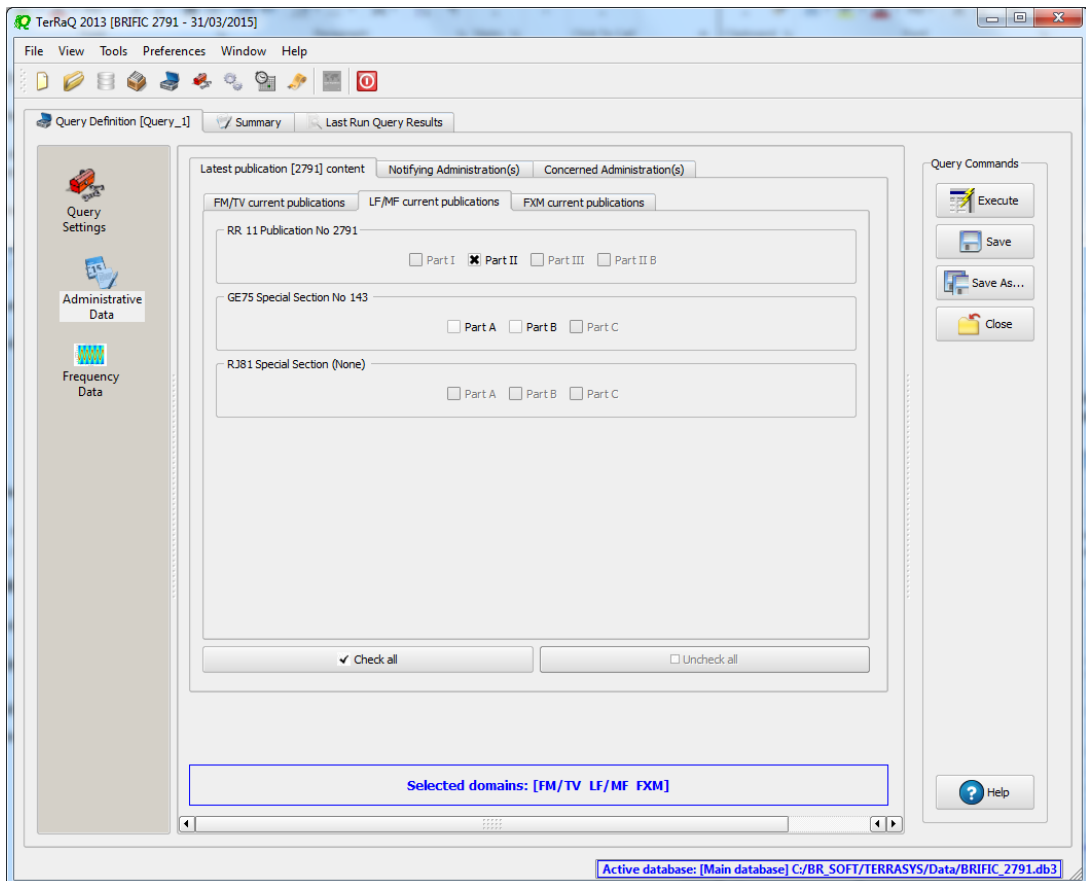 TerRaQ 2013 [BRIFIC 2791 - 31/03/2015]
File View Tools Preferences Window Help
Query Definition [Query_1] Summary Last Run Query Results
Query Settings
Administrative Data
Frequency Data
Latest publication [2791] content Notifying Administration(s) Concerned Administration(s)
FM/TV current publications LF/MF current publications FXM current publications
RR 11 Publication No 2791
Part I Part II Part III Part II B
GE75 Special Section No 143
Part A Part B Part C
RJ81 Special Section (None)
Part A Part B Part C
Check all Uncheck all
Selected domains: [FM/TV LF/MF FXM]
Query Commands
Execute
Save
Save As...
Close
Help
Active database: [Main database] C:/BR_SOFT/TERRASYS/Data/BRIFIC_2791.db3